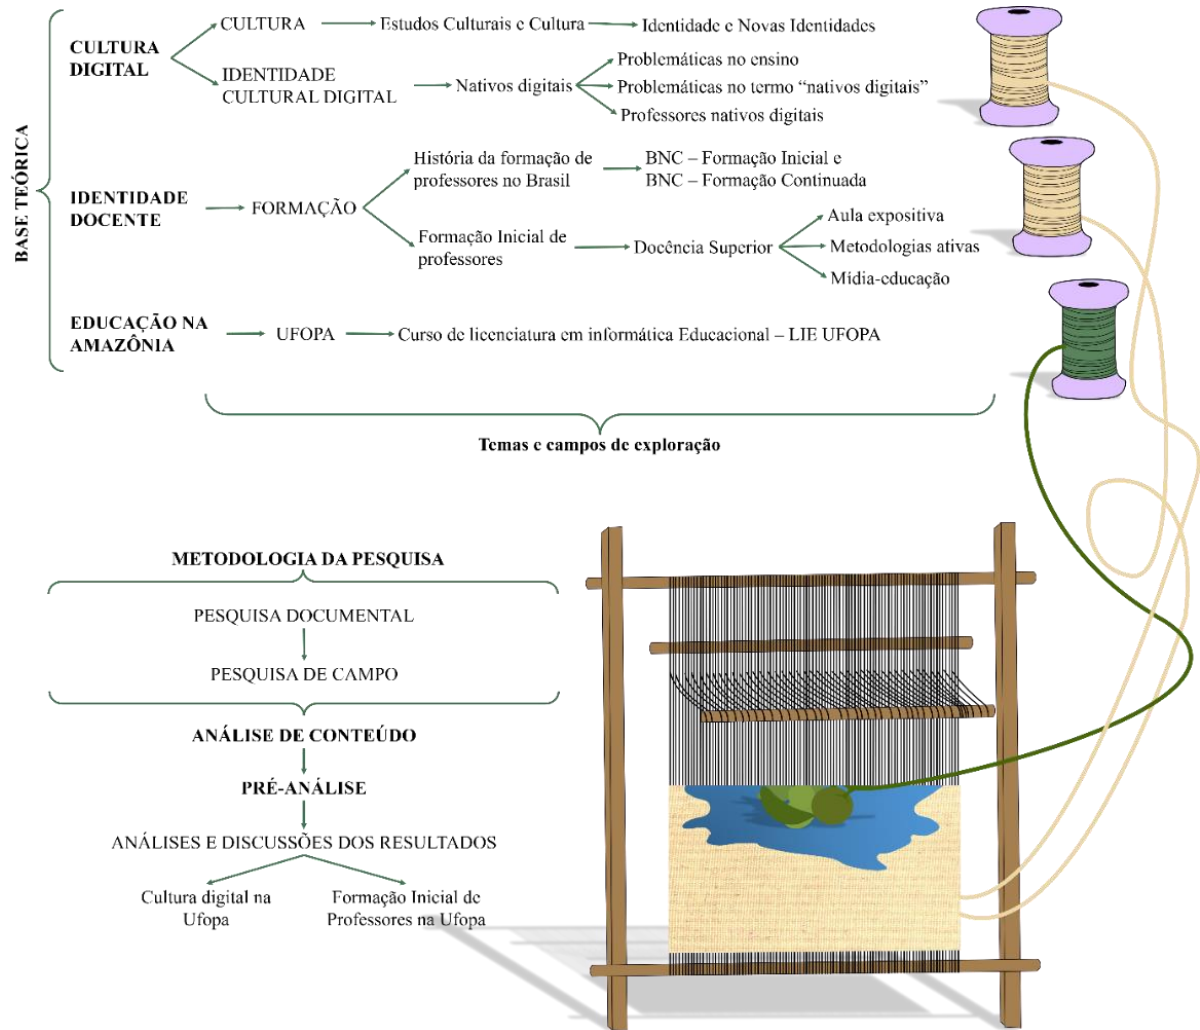 BASE TEÓRICA
CULTURA
DIGITAL
CULTURA
Estudos Culturais e Cultura
Identidade e Novas Identidades
IDENTIDADE
CULTURAL DIGITAL
Nativos digitais
Problemáticas no ensino
Problemáticas no termo “nativos digitais”
Professores nativos digitais
IDENTIDADE
DOCENTE
FORMAÇÃO
História da formação de
professores no Brasil
BNC – Formação Inicial e
BNC – Formação Continuada
Formação Inicial de
professores
Docência Superior
Aula expositiva
Metodologias ativas
Mídia-educação
EDUCAÇÃO NA
AMAZÔNIA
UFOPA
Curso de licenciatura em informática Educacional – LIE UFOPA
Temas e campos de exploração
METODOLOGIA DA PESQUISA
PESQUISA DOCUMENTAL
PESQUISA DE CAMPO
ANÁLISE DE CONTEÚDO
PRÉ-ANÁLISE
ANÁLISES E DISCUSSÕES DOS RESULTADOS
Cultura digital na
Ufopa
Formação Inicial de
Professores na Ufopa